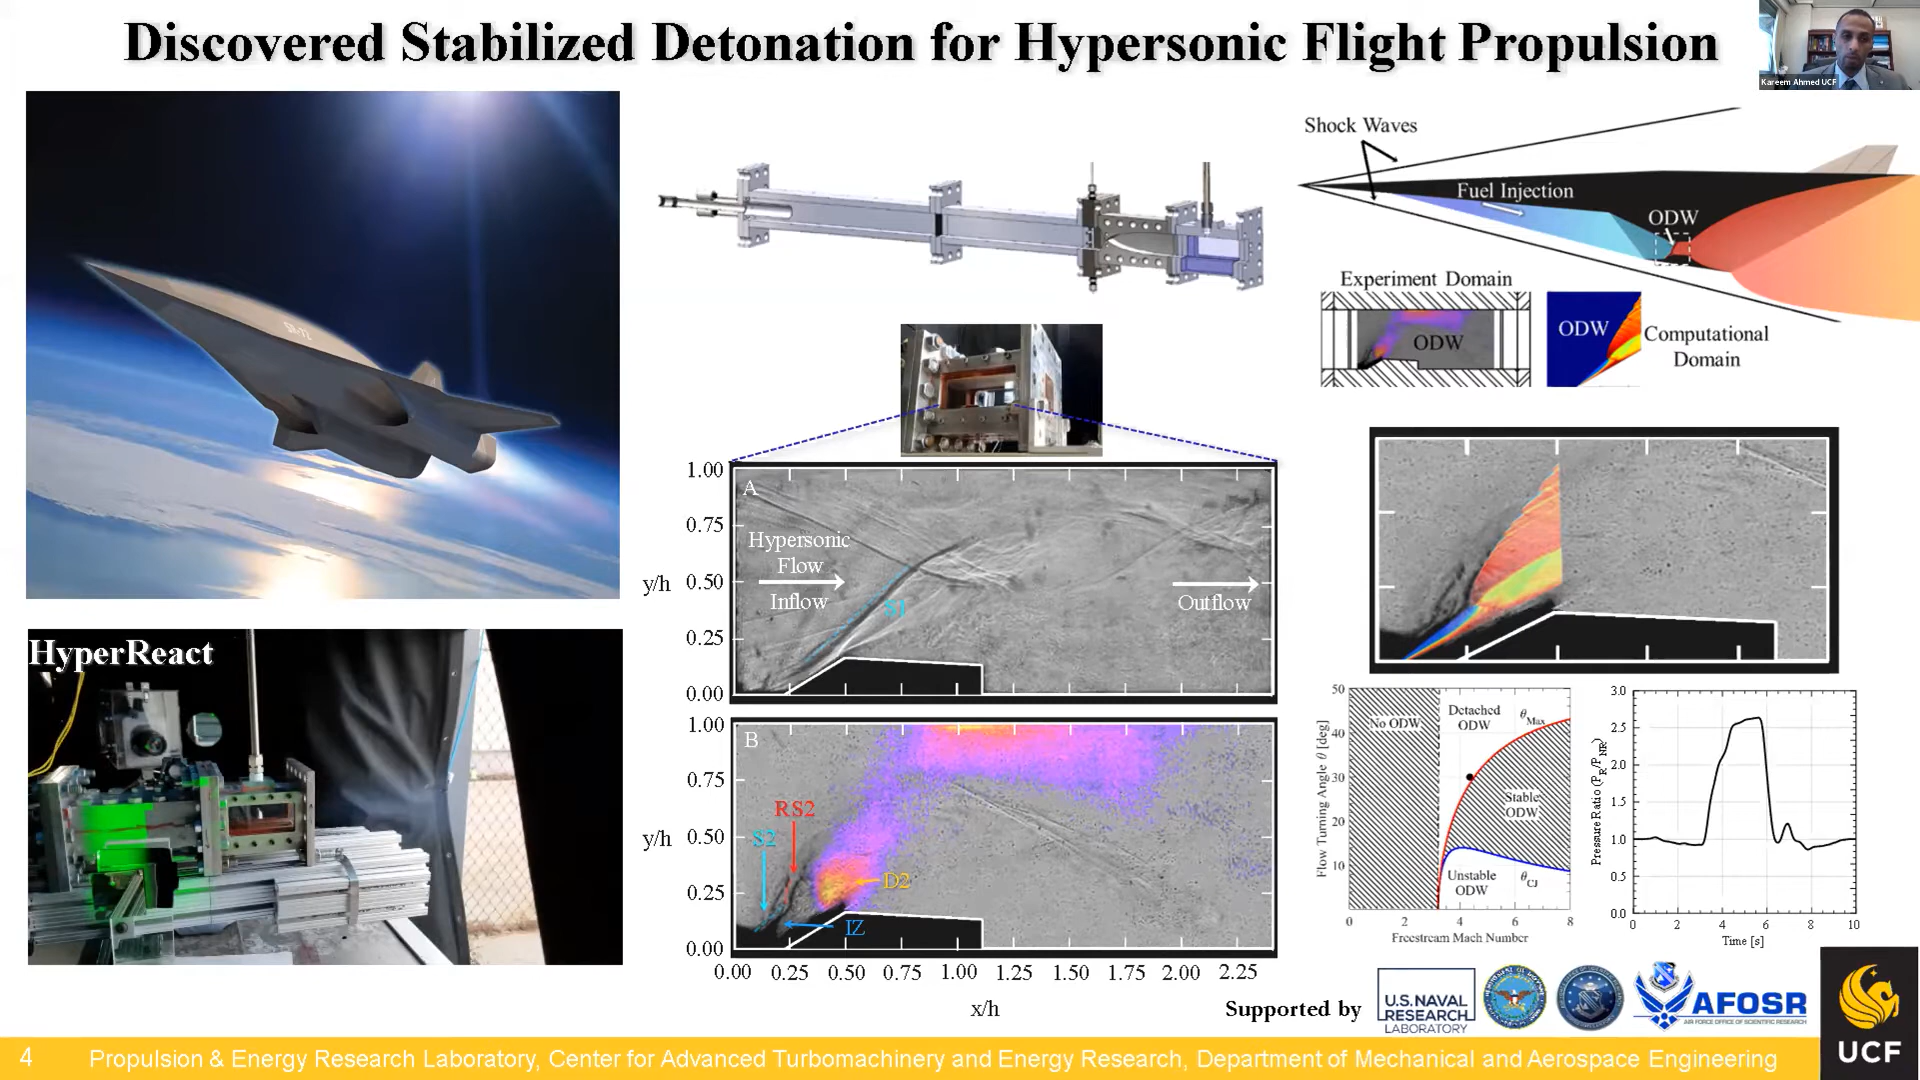 Discovered Stabilized Detonation for Hypersonic Flight Propulsion
Kareem Ahmed UCF
SR-72
HyperReact
Shock Waves
Fuel Injection
ODW
Experiment Domain
ODW
ODW
Computational
Domain
1.00
0.75
0.50
0.25
0.00
y/h
A
Hypersonic
Flow
Inflow
S1
Outflow
1.00
0.75
0.50
0.25
0.00
y/h
B
RS2
S2
D2
IZ
0.00 0.25 0.50 0.75 1.00 1.25 1.50 1.75 2.00 2.25
x/h
Flow Turning Angle θ [deg]
50
40
30
20
10
No ODW
Detached
ODW
θMax
Stable
ODW
Unstable
ODW
θCJ
0 2 4 6 8
Freestream Mach Number
Pressure Ratio (PR/PNR)
3.0
2.5
2.0
1.5
1.0
0.5
0.0
0 2 4 6 8 10
Time [s]
Supported by
U.S. NAVAL
RESEARCH
LABORATORY
AFOSR
AIR FORCE OFFICE OF SCIENTIFIC RESEARCH
UCF
4
Propulsion & Energy Research Laboratory, Center for Advanced Turbomachinery and Energy Research, Department of Mechanical and Aerospace Engineering